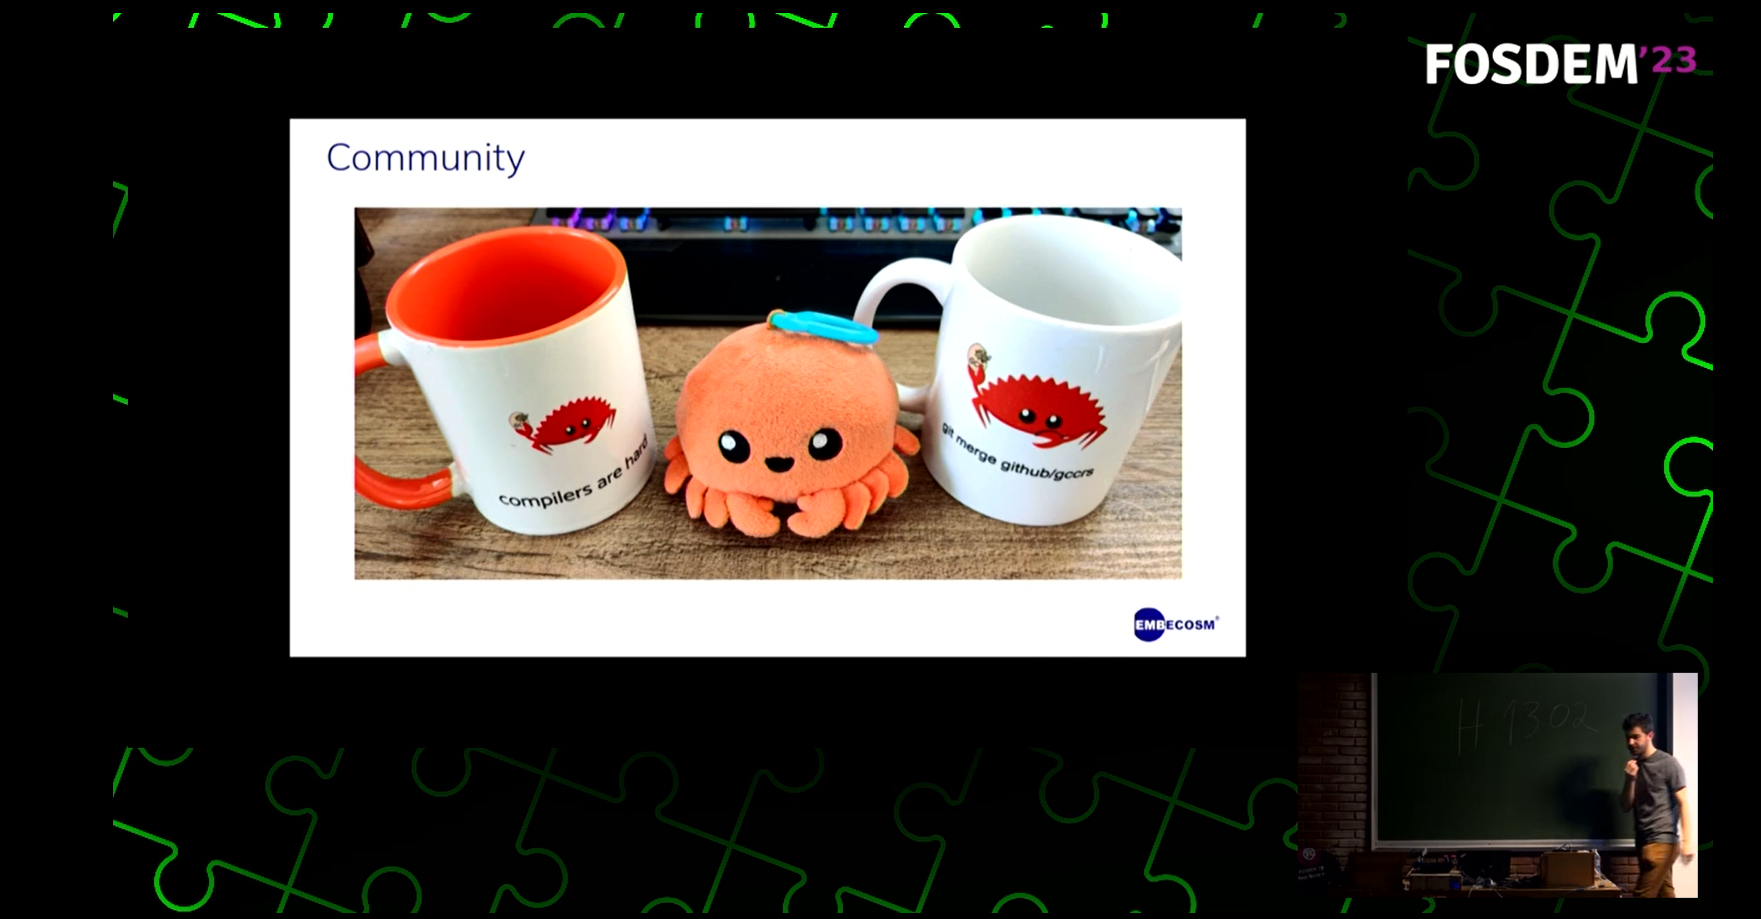 FOSDEM'23
Community
compilers are hard
git merge github/gccrs
EMBECOSM®
H 1302